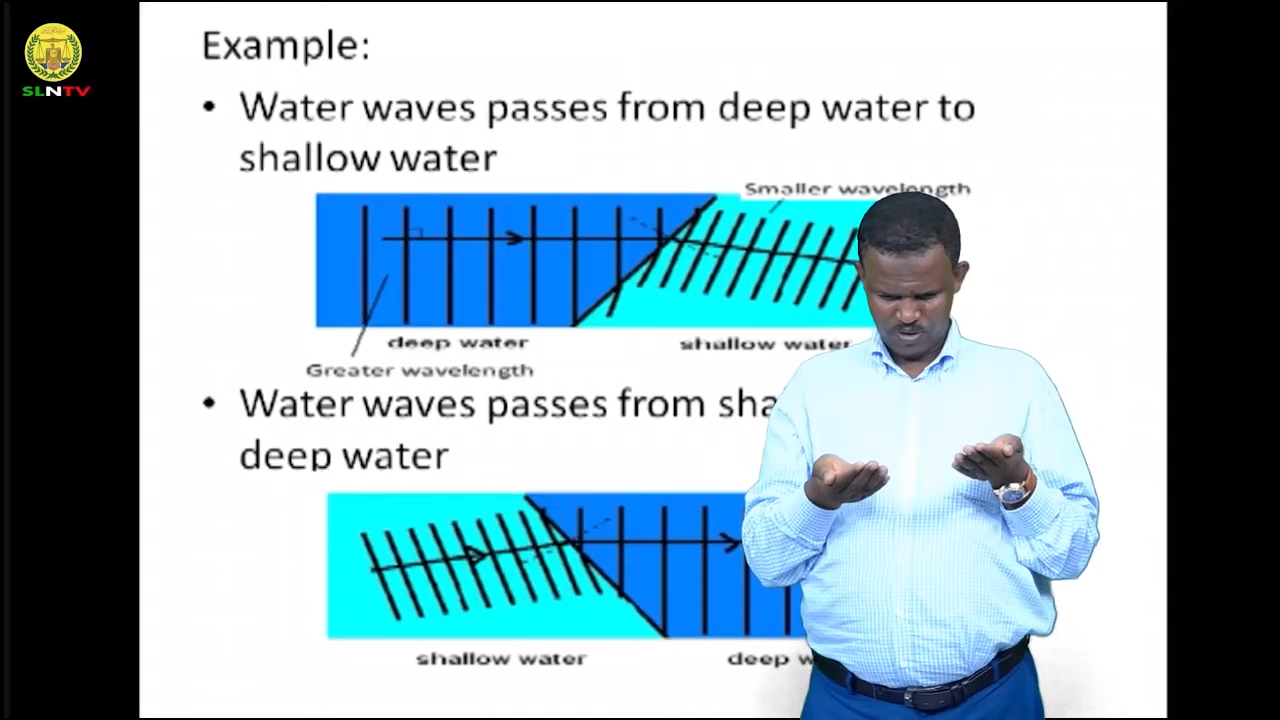 SLNTV
Example:
• Water waves passes from deep water to
shallow water
Smaller wavelength
deep water
shallow water
Greater wavelength
• Water waves passes from sha
deep water
shallow water
deep w